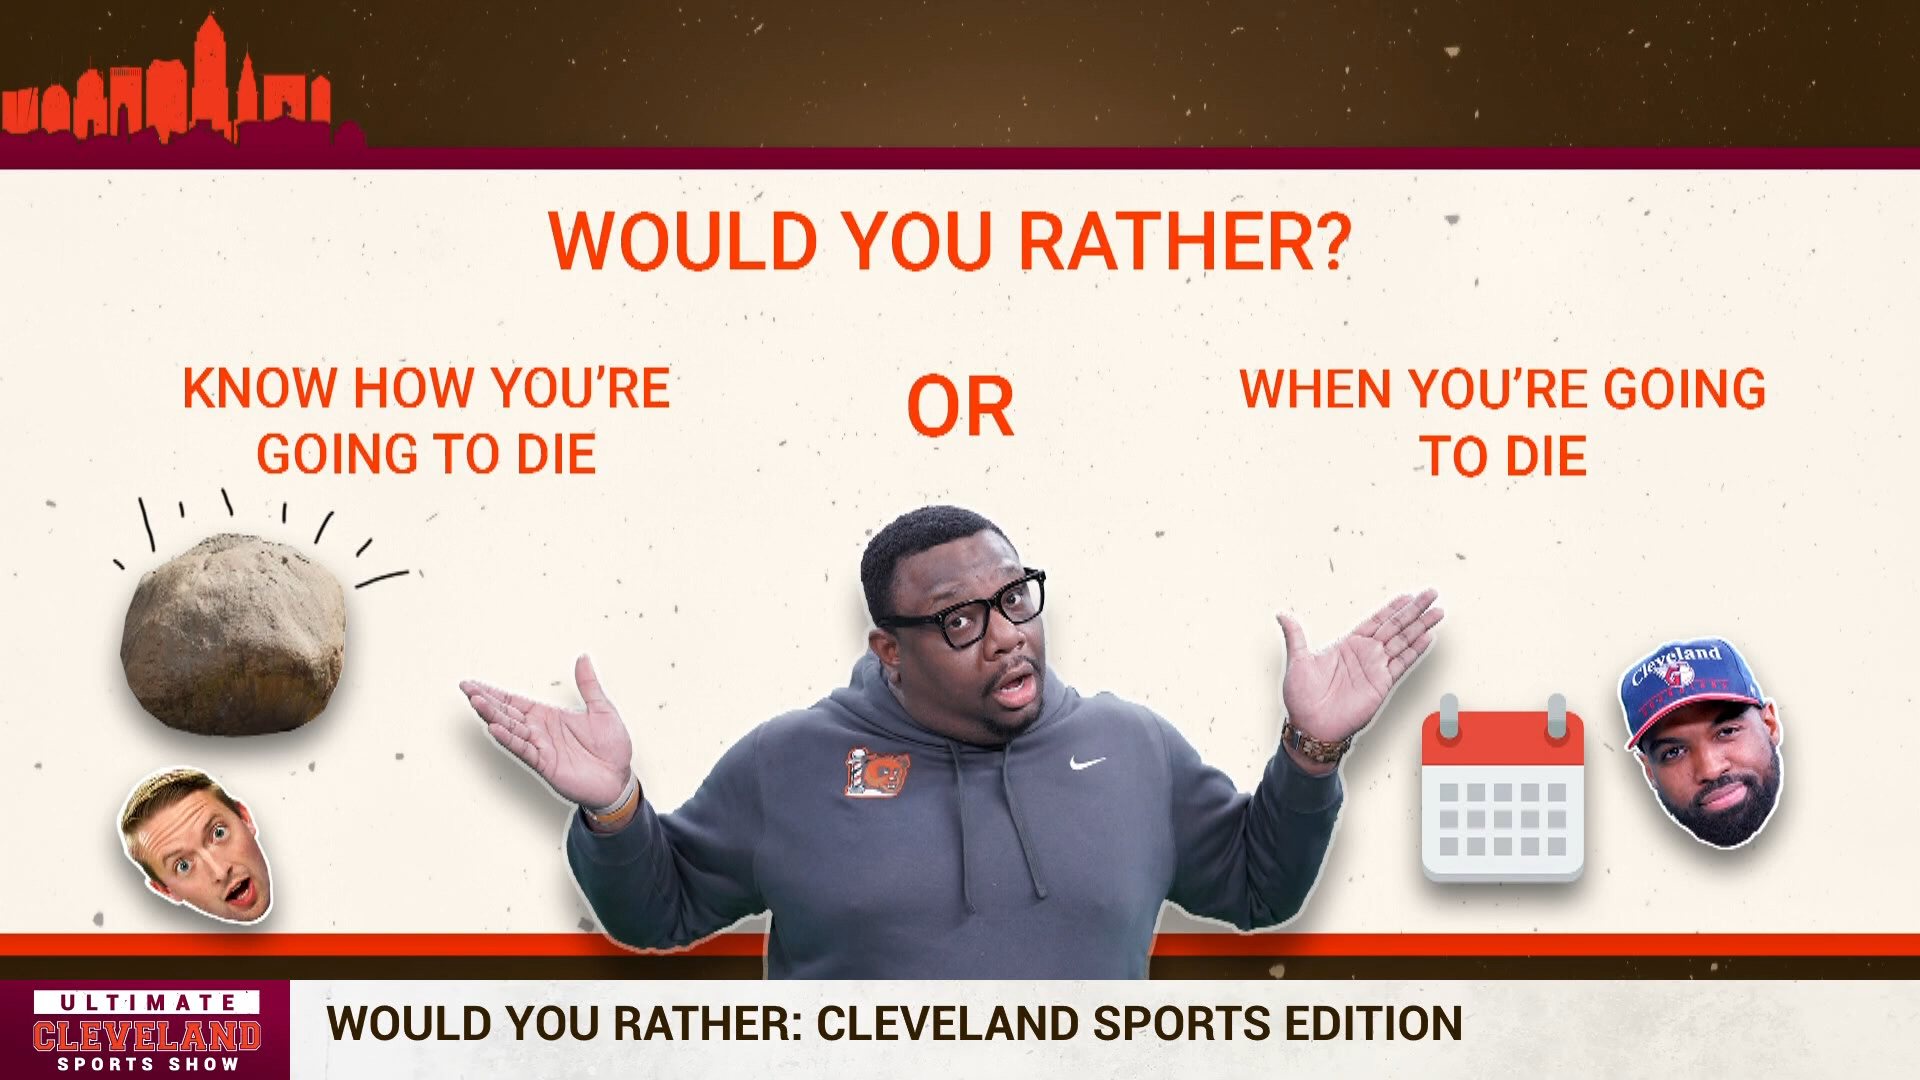 WOULD YOU RATHER?
KNOW HOW YOU'RE
GOING TO DIE
OR
WHEN YOU'RE GOING
TO DIE
Cleveland
ULTIMATE
CLEVELAND
SPORTS SHOW
WOULD YOU RATHER: CLEVELAND SPORTS EDITION